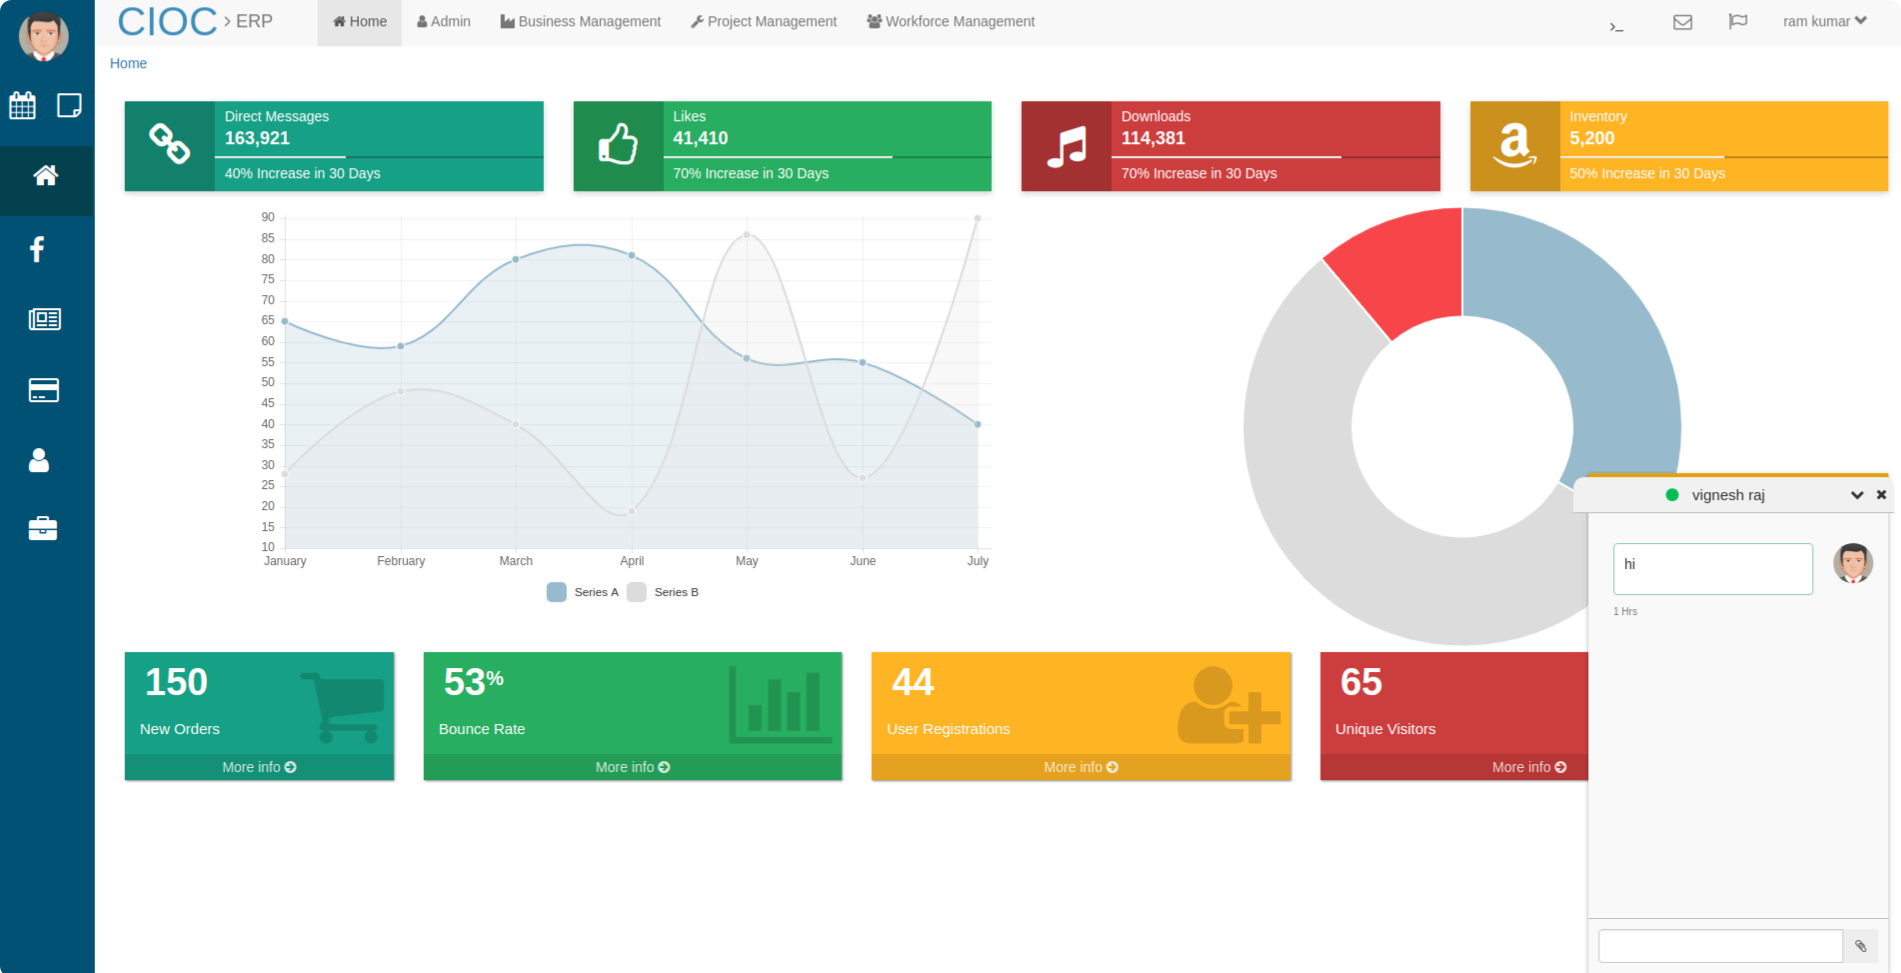 CIOC > ERP
Home
Admin
Business Management
Project Management
Workforce Management
>_
ram kumar
Home
Direct Messages
163,921
40% Increase in 30 Days
Likes
41,410
70% Increase in 30 Days
Downloads
114,381
70% Increase in 30 Days
Inventory
5,200
50% Increase in 30 Days
90
85
80
75
70
65
60
55
50
45
40
35
30
25
20
15
10
January February March April May June July
Series A Series B
vignesh raj
hi
1 Hrs
150
New Orders
More info
53%
Bounce Rate
More info
44
User Registrations
More info
65
Unique Visitors
More info